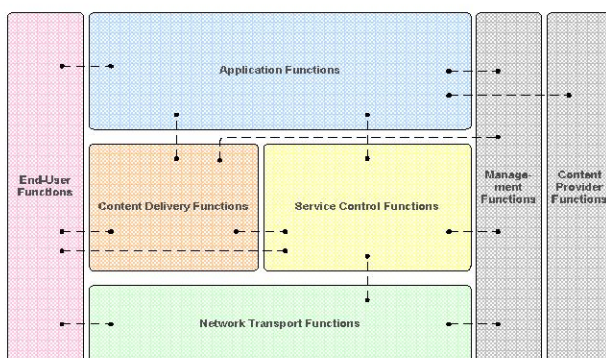 Application Functions
End-User
Functions
Content Delivery Functions
Service Control Functions
Manage-
ment
Functions
Content
Provider
Functions
Network Transport Functions